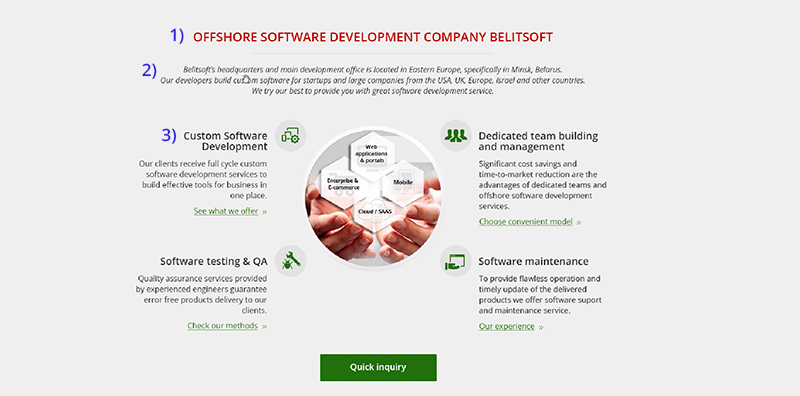 1) OFFSHORE SOFTWARE DEVELOPMENT COMPANY BELITSOFT
2) Belitsoft's headquarters and main development office is located in Eastern Europe, specifically in Minsk, Belarus.
Our developers build custom software for startups and large companies from the USA, UK, Europe, Israel and other countries.
We try our best to provide you with great software development service.
3) Custom Software
Development
Our clients receive full cycle custom
software development services to
build effective tools for business in
one place.
See what we offer »
Web
applications
& portals
Enterprise &
E-commerce
Mobile
Cloud / SAAS
Dedicated team building
and management
Significant cost savings and
time-to-market reduction are the
advantages of dedicated teams and
offshore software development
services.
Choose convenient model »
Software testing & QA
Quality assurance services provided
by experienced engineers guarantee
error free products delivery to our
clients.
Check our methods »
Software maintenance
To provide flawless operation and
timely update of the delivered
products we offer software suport
and maintenance service.
Our experience »
Quick inquiry